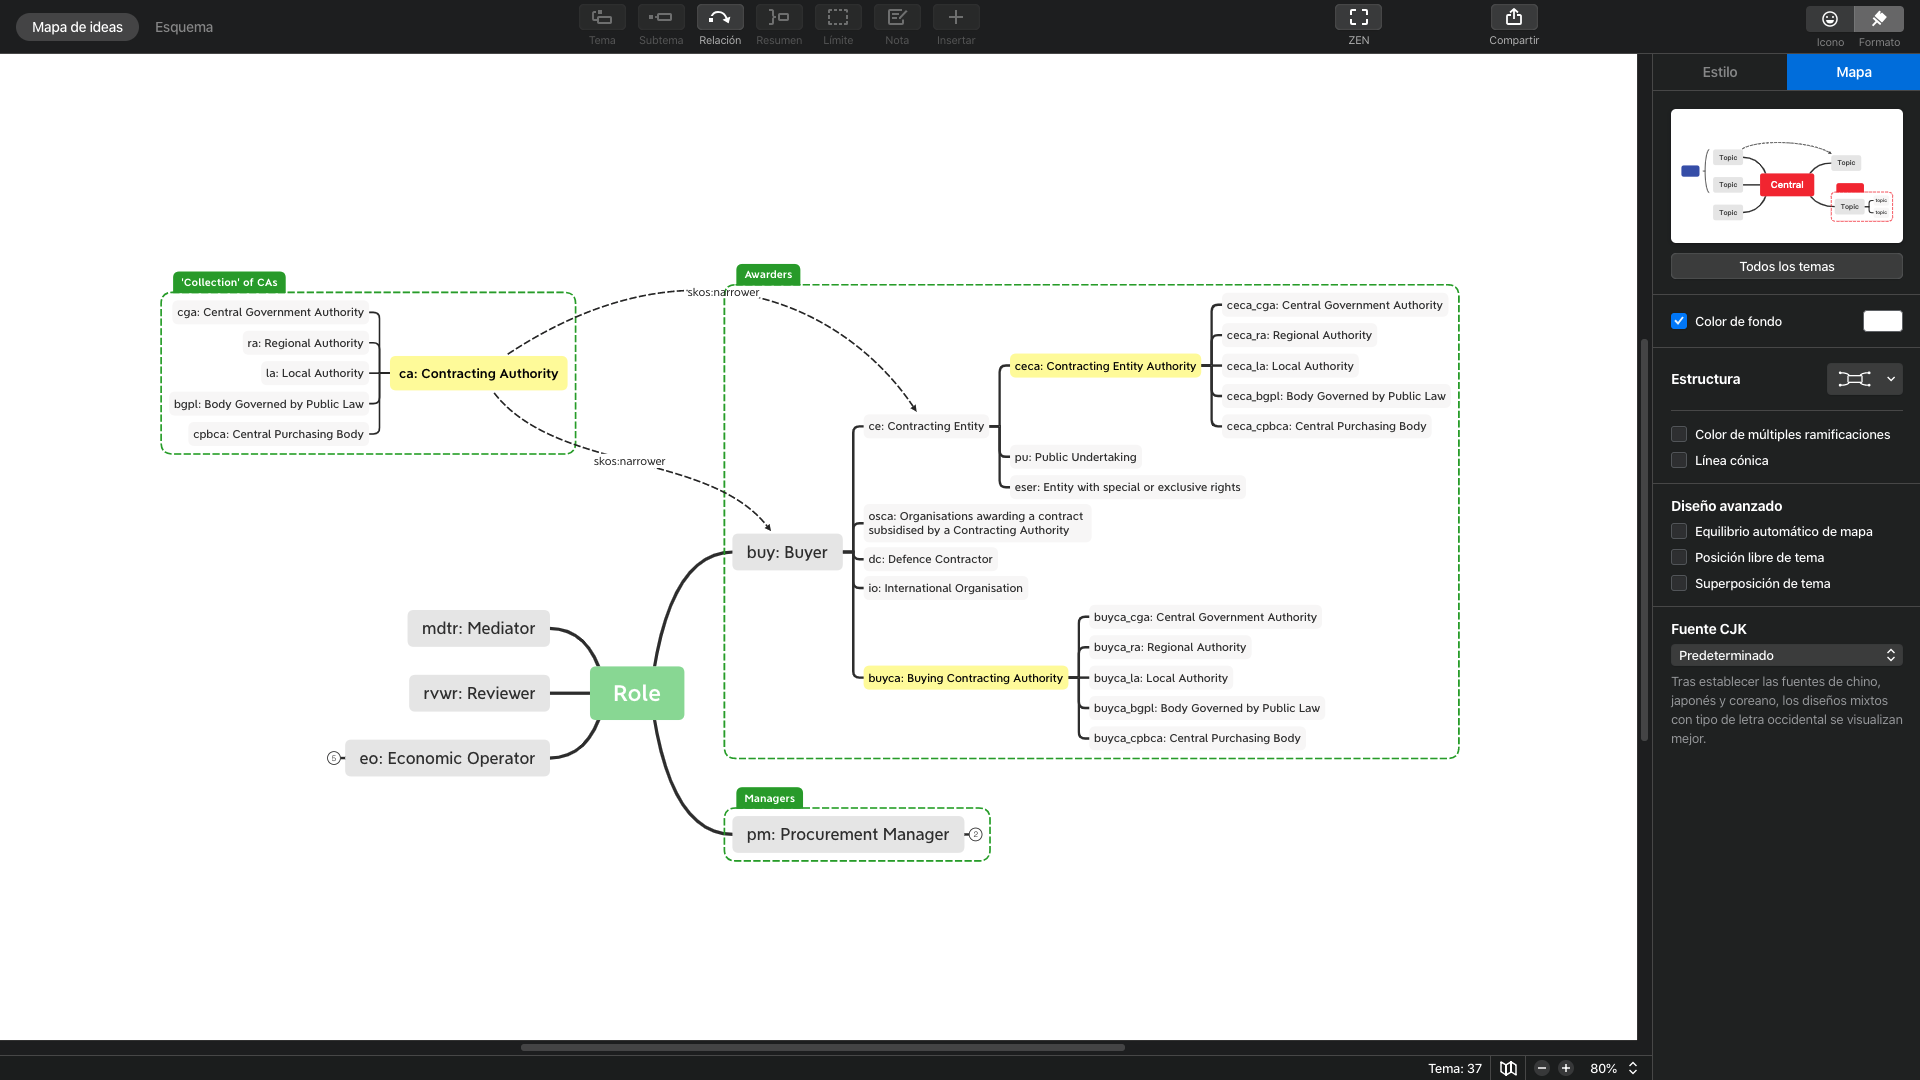 Mapa de ideas
Esquema
Tema
Subtema
Relación
Resumen
Límite
Nota
Insertar
ZEN
Compartir
Icono
Formato
Estilo
Mapa
Topic
Topic
Topic
Central
Topic
Topic
topic
topic
Todos los temas
Color de fondo
Estructura
Color de múltiples ramificaciones
Línea cónica
Diseño avanzado
Equilibrio automático de mapa
Posición libre de tema
Superposición de tema
Fuente CJK
Predeterminado
Tras establecer las fuentes de chino,
japonés y coreano, los diseños mixtos
con tipo de letra occidental se visualizan
mejor.
'Collection' of CAs
cga: Central Government Authority
ra: Regional Authority
la: Local Authority
bgpl: Body Governed by Public Law
cpbca: Central Purchasing Body
ca: Contracting Authority
skos:narrower
skos:narrower
Awarders
ceca_cga: Central Government Authority
ceca_ra: Regional Authority
ceca_la: Local Authority
ceca_bgpl: Body Governed by Public Law
ceca_cpbca: Central Purchasing Body
ceca: Contracting Entity Authority
ce: Contracting Entity
pu: Public Undertaking
eser: Entity with special or exclusive rights
osca: Organisations awarding a contract
subsidised by a Contracting Authority
buy: Buyer
dc: Defence Contractor
io: International Organisation
buyca_cga: Central Government Authority
buyca_ra: Regional Authority
buyca: Buying Contracting Authority
buyca_la: Local Authority
buyca_bgpl: Body Governed by Public Law
buyca_cpbca: Central Purchasing Body
mdtr: Mediator
rvwr: Reviewer
Role
5
eo: Economic Operator
Managers
pm: Procurement Manager
2
Tema: 37
80%